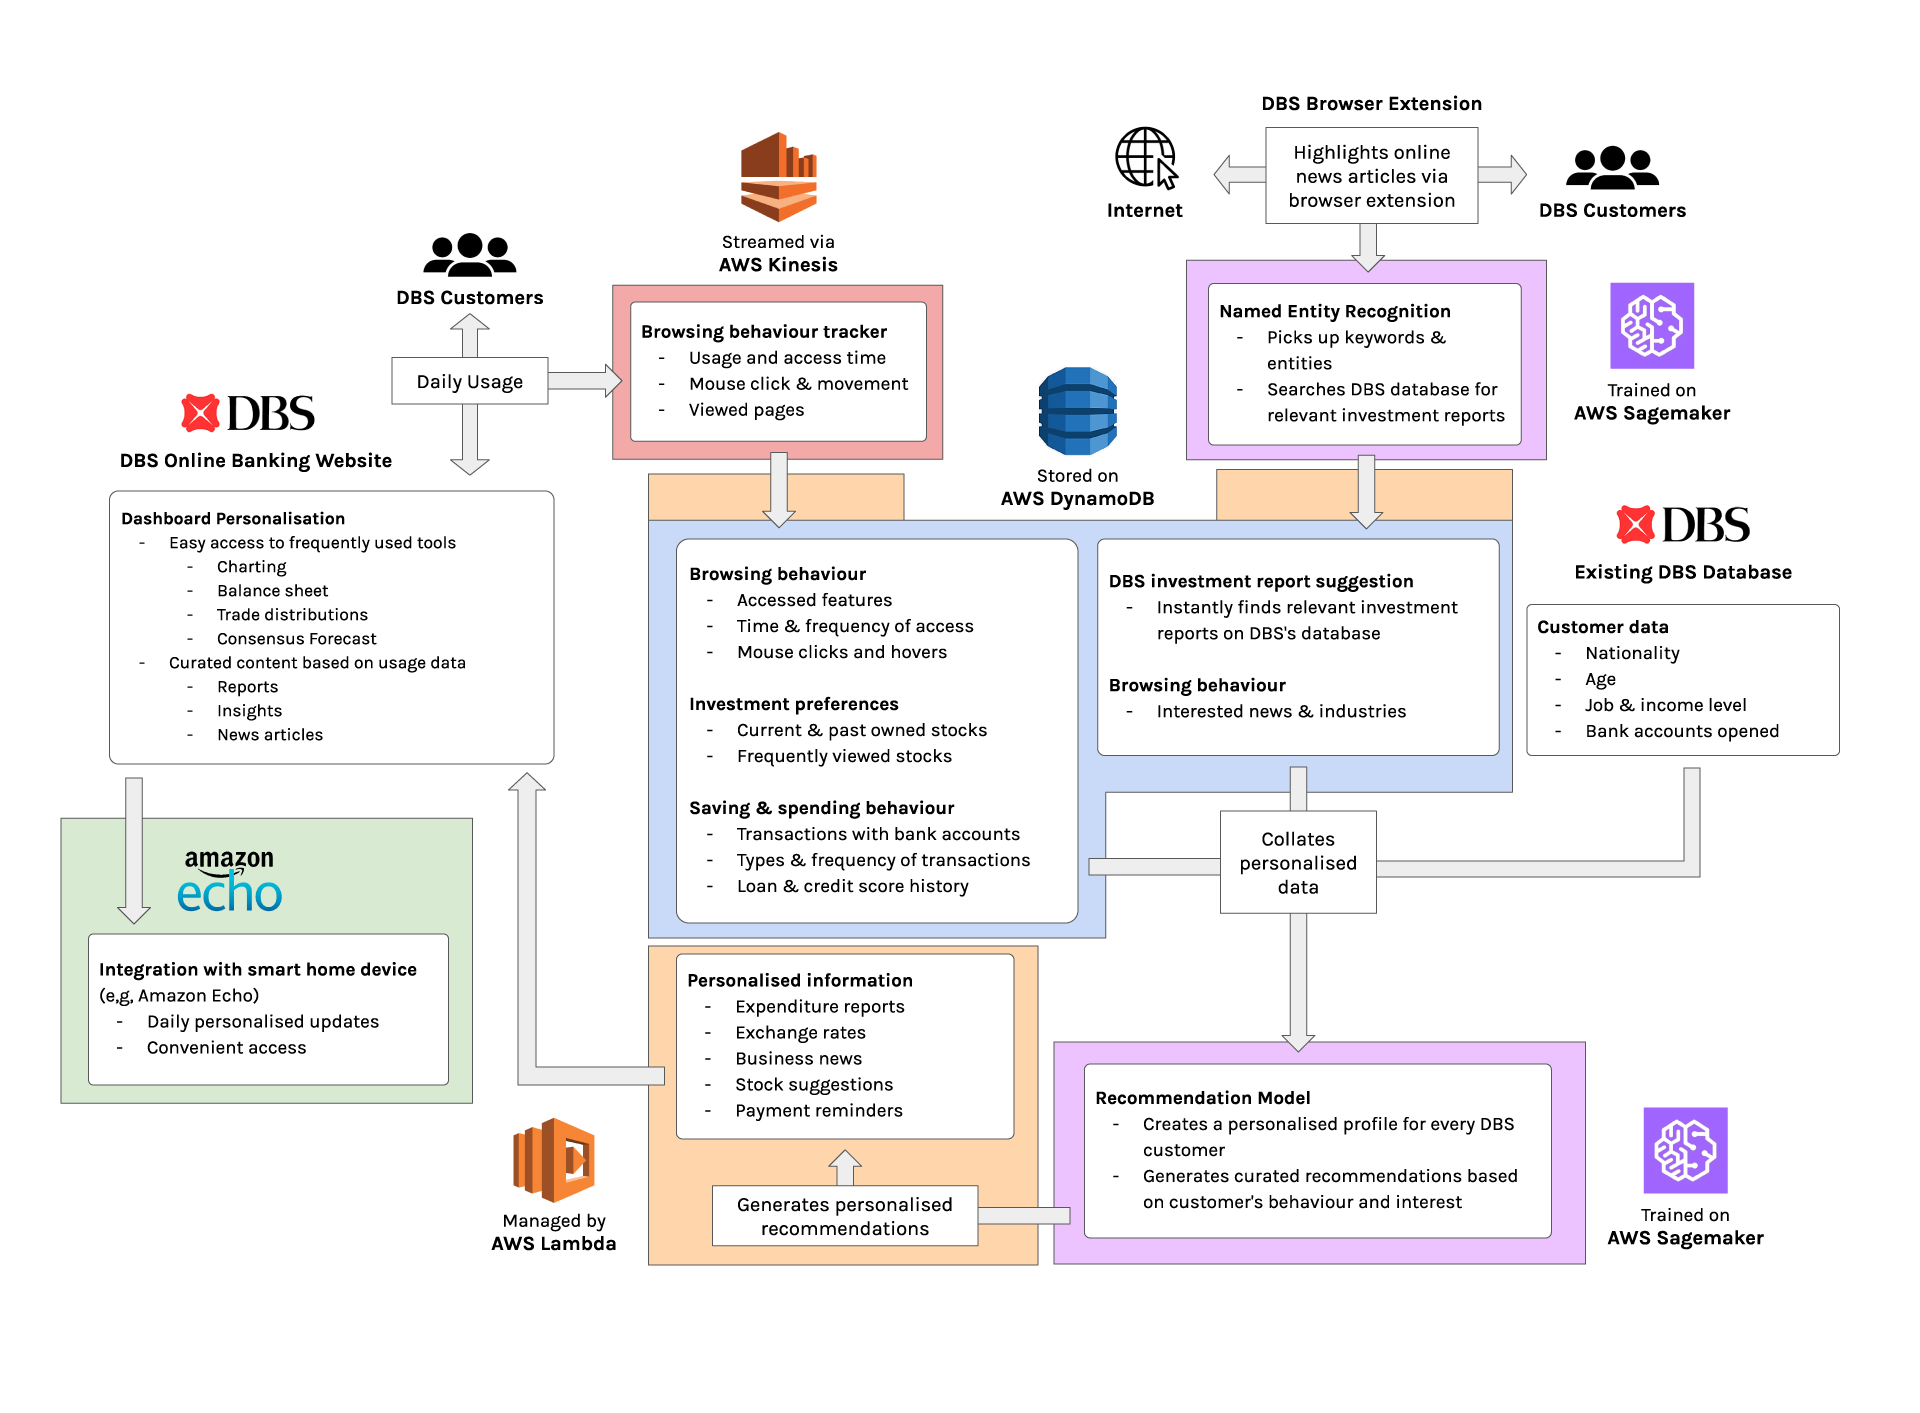 DBS Browser Extension
Highlights online
news articles via
browser extension
Internet
DBS Customers
Streamed via
AWS Kinesis
DBS Customers
Daily Usage
Browsing behaviour tracker
- Usage and access time
- Mouse click & movement
- Viewed pages
Named Entity Recognition
- Picks up keywords &
entities
- Searches DBS database for
relevant investment reports
Trained on
AWS Sagemaker
DBS
DBS Online Banking Website
Stored on
AWS DynamoDB
Dashboard Personalisation
- Easy access to frequently used tools
- Charting
- Balance sheet
- Trade distributions
- Consensus Forecast
- Curated content based on usage data
- Reports
- Insights
- News articles
Browsing behaviour
- Accessed features
- Time & frequency of access
- Mouse clicks and hovers
Investment preferences
- Current & past owned stocks
- Frequently viewed stocks
Saving & spending behaviour
- Transactions with bank accounts
- Types & frequency of transactions
- Loan & credit score history
DBS investment report suggestion
- Instantly finds relevant investment
reports on DBS's database
Browsing behaviour
- Interested news & industries
DBS
Existing DBS Database
Customer data
- Nationality
- Age
- Job & income level
- Bank accounts opened
Collates
personalised
data
amazon
echo
Integration with smart home device
(e,g, Amazon Echo)
- Daily personalised updates
- Convenient access
Personalised information
- Expenditure reports
- Exchange rates
- Business news
- Stock suggestions
- Payment reminders
Generates personalised
recommendations
Managed by
AWS Lambda
Recommendation Model
- Creates a personalised profile for every DBS
customer
- Generates curated recommendations based
on customer's behaviour and interest
Trained on
AWS Sagemaker